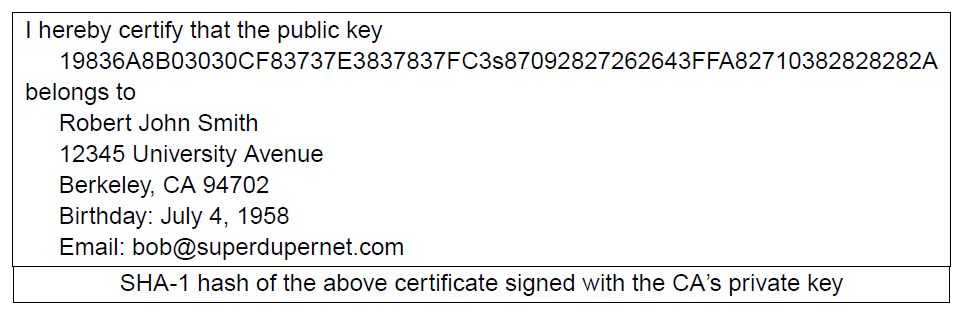 I hereby certify that the public key
19836A8B03030CF83737E3837837FC3s87092827262643FFA82710382828282A
belongs to
Robert John Smith
12345 University Avenue
Berkeley, CA 94702
Birthday: July 4, 1958
Email: bob@superdupernet.com
SHA-1 hash of the above certificate signed with the CA’s private key